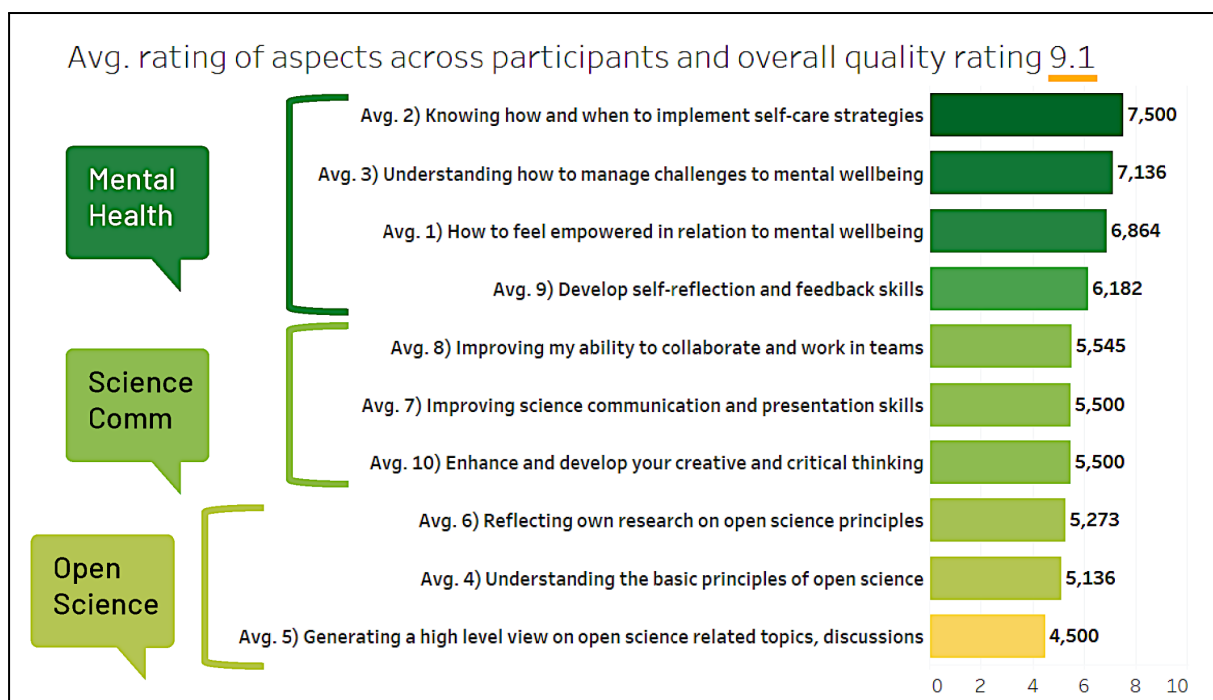 Avg. rating of aspects across participants and overall quality rating 9.1
Mental
Health
Avg. 2) Knowing how and when to implement self-care strategies 7,500
Avg. 3) Understanding how to manage challenges to mental wellbeing 7,136
Avg. 1) How to feel empowered in relation to mental wellbeing 6,864
Avg. 9) Develop self-reflection and feedback skills 6,182
Science
Comm
Avg. 8) Improving my ability to collaborate and work in teams 5,545
Avg. 7) Improving science communication and presentation skills 5,500
Avg. 10) Enhance and develop your creative and critical thinking 5,500
Open
Science
Avg. 6) Reflecting own research on open science principles 5,273
Avg. 4) Understanding the basic principles of open science 5,136
Avg. 5) Generating a high level view on open science related topics, discussions 4,500
0 2 4 6 8 10